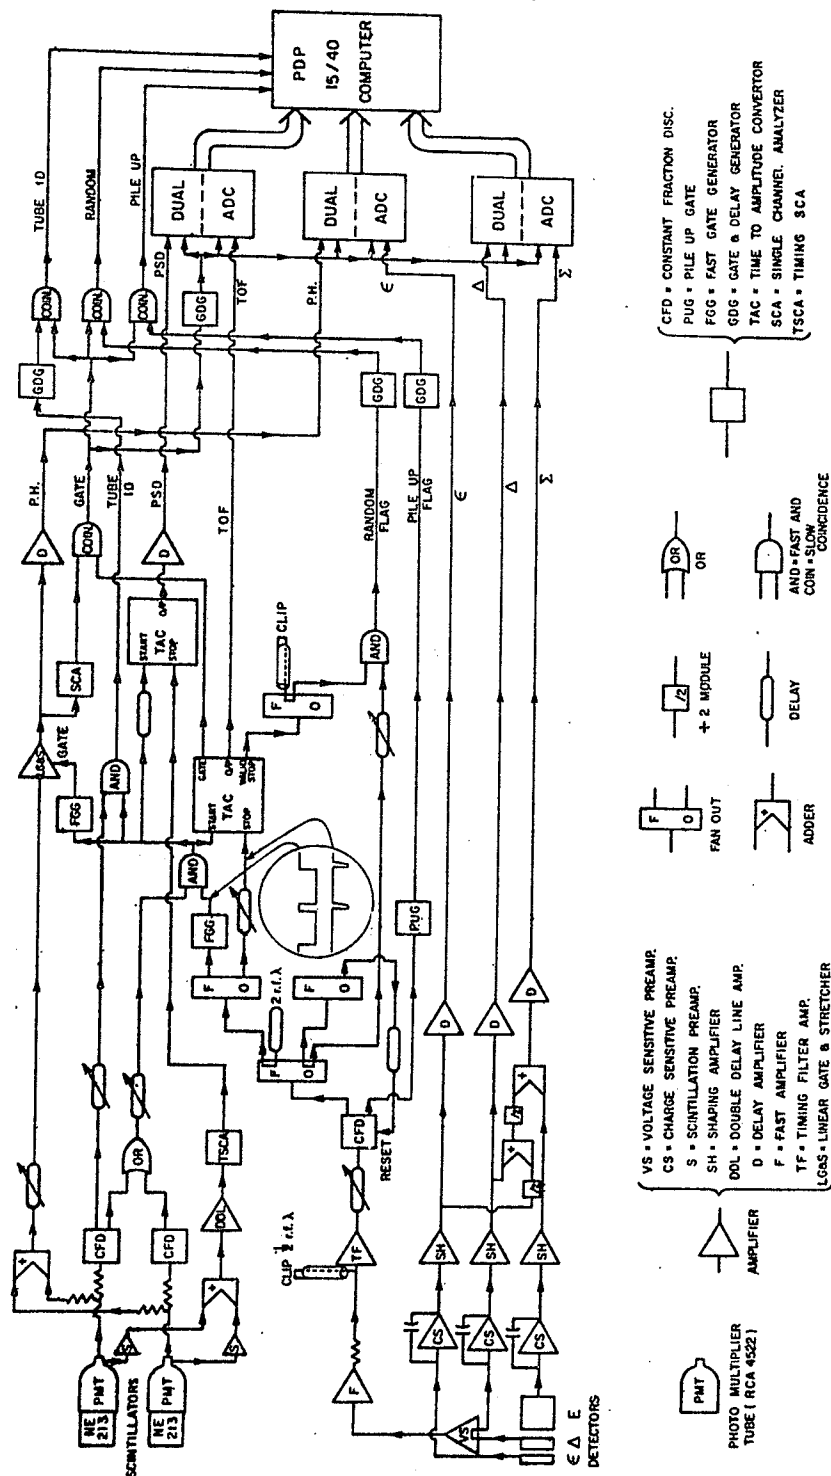 PDP
15/40
COMPUTER
TUBE ID
RANDOM
PILE UP
DUAL
ADC
DUAL
ADC
DUAL
ADC
PSD
TOF
P.H.
ϵ
Δ
Σ
COIN
COIN
COIN
GDG
GDG
GDG
GDG
P.H.
GATE
TUBE
ID
PSD
TOF
RANDOM
FLAG
PILE UP
FLAG
ϵ
Δ
Σ
D
COIN
D
SCA
START
TAC
STOP
O/P
LG&S
GATE
FGG
AND
CLIP
F
O
AND
GATE
START
O/P
TAC
VALID
STOP
STOP
AND
FGG
PUG
F
O
2 r.f.λ
F
O
F
O
D
D
D
+
/2
+
/2
OR
TSCA
DDL
CFD
CFD
CFD
RESET
+
+
S
S
CLIP ½ r.f.λ
TF
F
SH
SH
SH
CS
CS
CS
VS
NE
213
PMT
NE
213
PMT
SCINTILLATORS
ϵ Δ E
DETECTORS
PMT
PHOTO MULTIPLIER
TUBE ( RCA 4522)
AMPLIFIER
VS = VOLTAGE SENSITIVE PREAMP.
CS = CHARGE SENSITIVE PREAMP.
S = SCINTILLATION PREAMP.
SH = SHAPING AMPLIFIER
DDL = DOUBLE DELAY LINE AMP.
D = DELAY AMPLIFIER
F = FAST AMPLIFIER
TF = TIMING FILTER AMP.
LG&S = LINEAR GATE & STRETCHER
F
O
FAN OUT
+
ADDER
/2
÷ 2 MODULE
DELAY
OR
OR
AND = FAST AND
COIN = SLOW
COINCIDENCE
CFD = CONSTANT FRACTION DISC.
PUG = PILE UP GATE
FGG = FAST GATE GENERATOR
GDG = GATE & DELAY GENERATOR
TAC = TIME TO AMPLITUDE CONVERTOR
SCA = SINGLE CHANNEL ANALYZER
TSCA = TIMING SCA